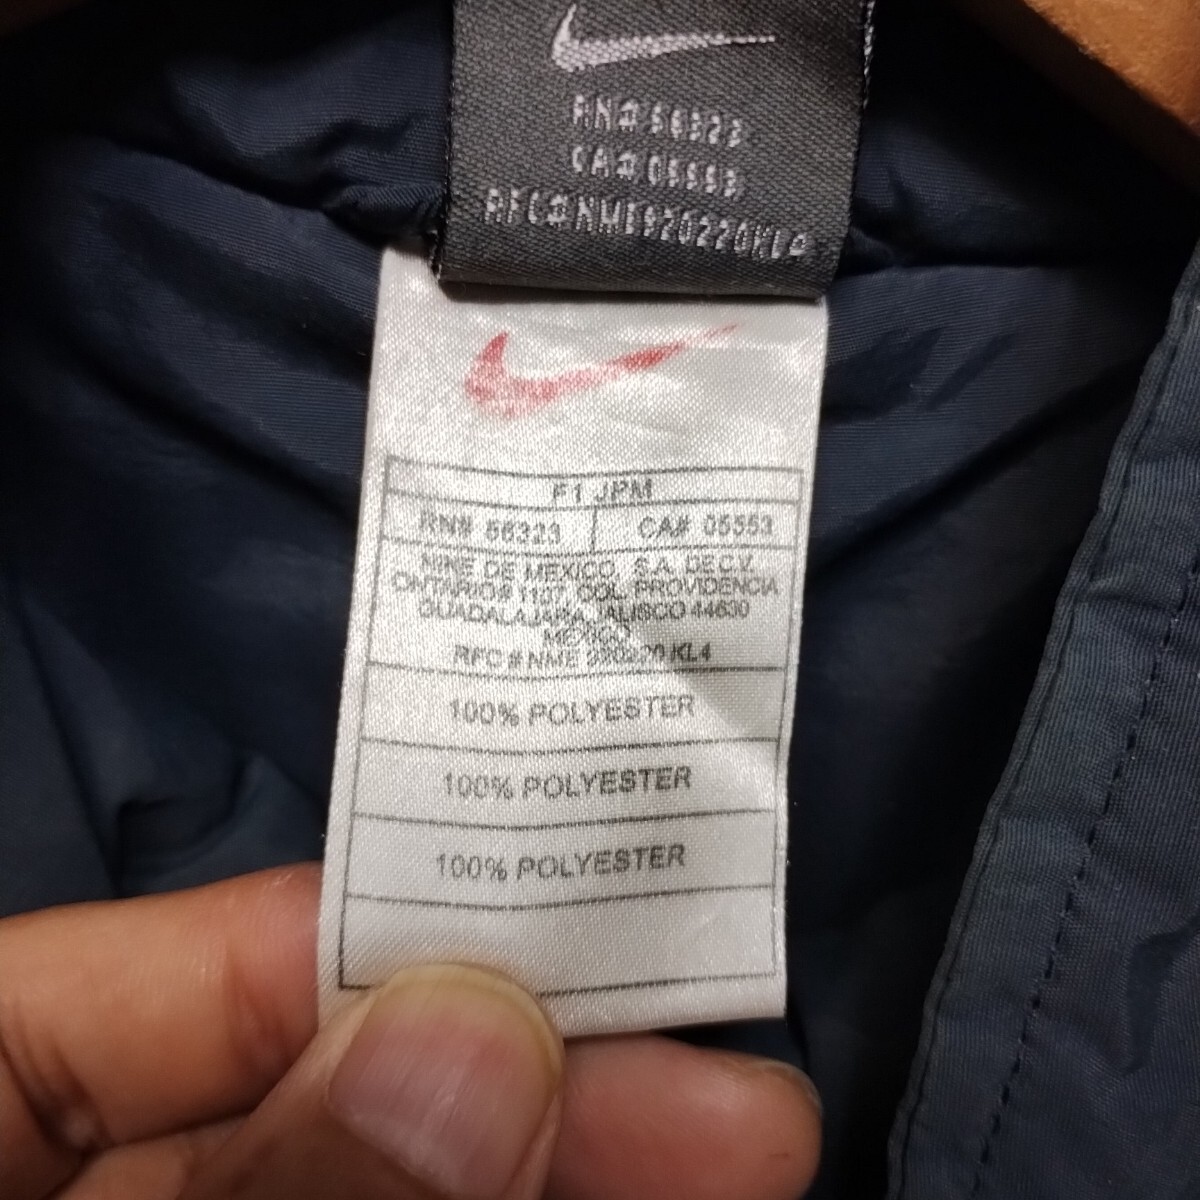 RN# 56323
CA# 05553
RFC#NME920220KL4
F1 JPM
RN# 56323 CA# 05553
NIKE DE MEXICO, S.A. DE C.V.
ONTARIO# 1137, COL. PROVIDENCIA
GUADALAJARA, JALISCO 44630
MEXICO
RFC # NME 920220 KL4
100% POLYESTER
100% POLYESTER
100% POLYESTER